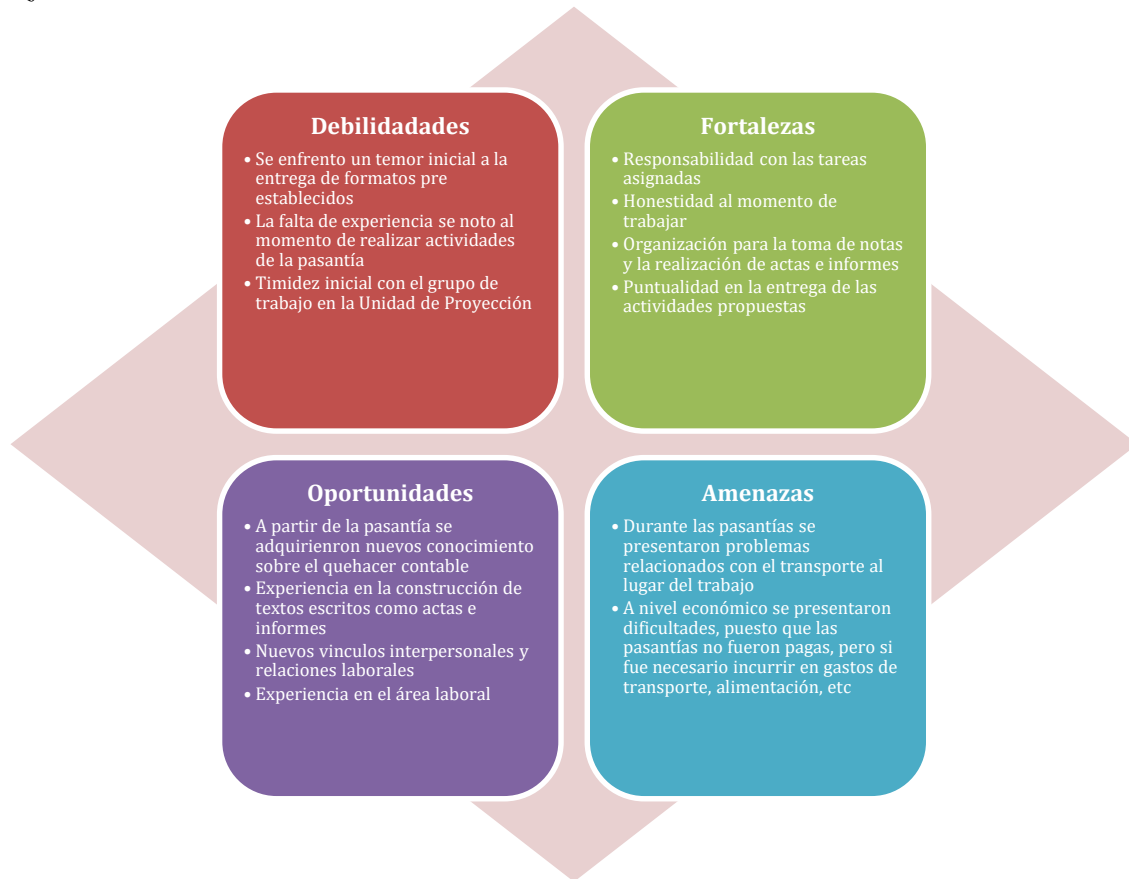 Debilidadades
• Se enfrento un temor inicial a la
entrega de formatos pre
establecidos
• La falta de experiencia se noto al
momento de realizar actividades
de la pasantía
• Timidez inicial con el grupo de
trabajo en la Unidad de Proyección
Fortalezas
• Responsabilidad con las tareas
asignadas
• Honestidad al momento de
trabajar
• Organización para la toma de notas
y la realización de actas e informes
• Puntualidad en la entrega de las
actividades propuestas
Oportunidades
• A partir de la pasantía se
adquirienron nuevos conocimiento
sobre el quehacer contable
• Experiencia en la construcción de
textos escritos como actas e
informes
• Nuevos vinculos interpersonales y
relaciones laborales
• Experiencia en el área laboral
Amenazas
• Durante las pasantías se
presentaron problemas
relacionados con el transporte al
lugar del trabajo
• A nivel económico se presentaron
dificultades, puesto que las
pasantías no fueron pagas, pero si
fue necesario incurrir en gastos de
transporte, alimentación, etc